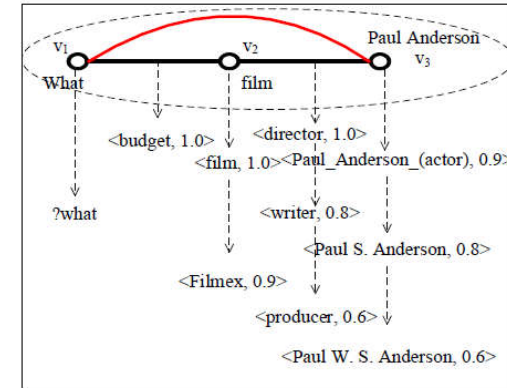 v1
v2
Paul Anderson
v3
What
film
<budget, 1.0>
<director, 1.0>
<film, 1.0>
<Paul_Anderson_(actor), 0.9>
?what
<writer, 0.8>
<Paul S. Anderson, 0.8>
<Filmex, 0.9>
<producer, 0.6>
<Paul W. S. Anderson, 0.6>